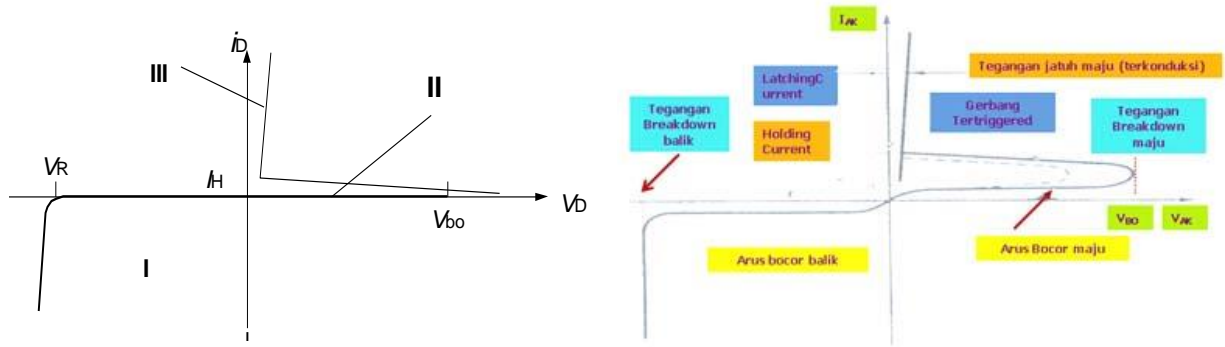 iD
III
II
VR
IH
VD
Vbo
I
IAK
Tegangan jatuh maju (terkonduksi)
LatchingC
urrent
Gerbang
Tertriggered
Tegangan
Breakdown
balik
Tegangan
Breakdown
maju
Holding
Current
VBO
VAK
Arus bocor balik
Arus Bocor maju